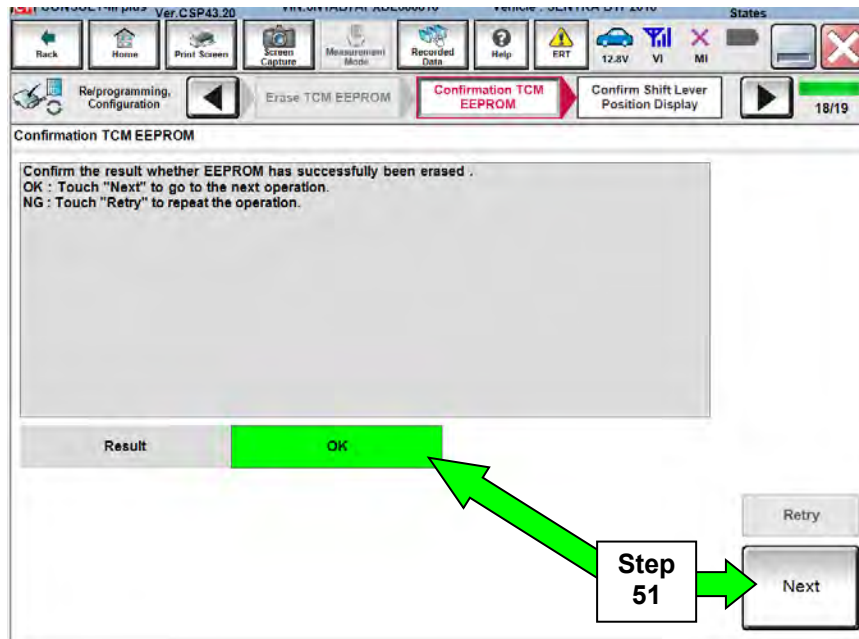 Ver.CSP43.20
States
Back
Home
Print Screen
Screen Capture
Measurement Mode
Recorded Data
Help
ERT
12.8V
VI
MI
Re/programming, Configuration
Erase TCM EEPROM
Confirmation TCM EEPROM
Confirm Shift Lever Position Display
18/19
Confirmation TCM EEPROM
Confirm the result whether EEPROM has successfully been erased .
OK : Touch "Next" to go to the next operation.
NG : Touch "Retry" to repeat the operation.
Result
OK
Retry
Step
51
Next